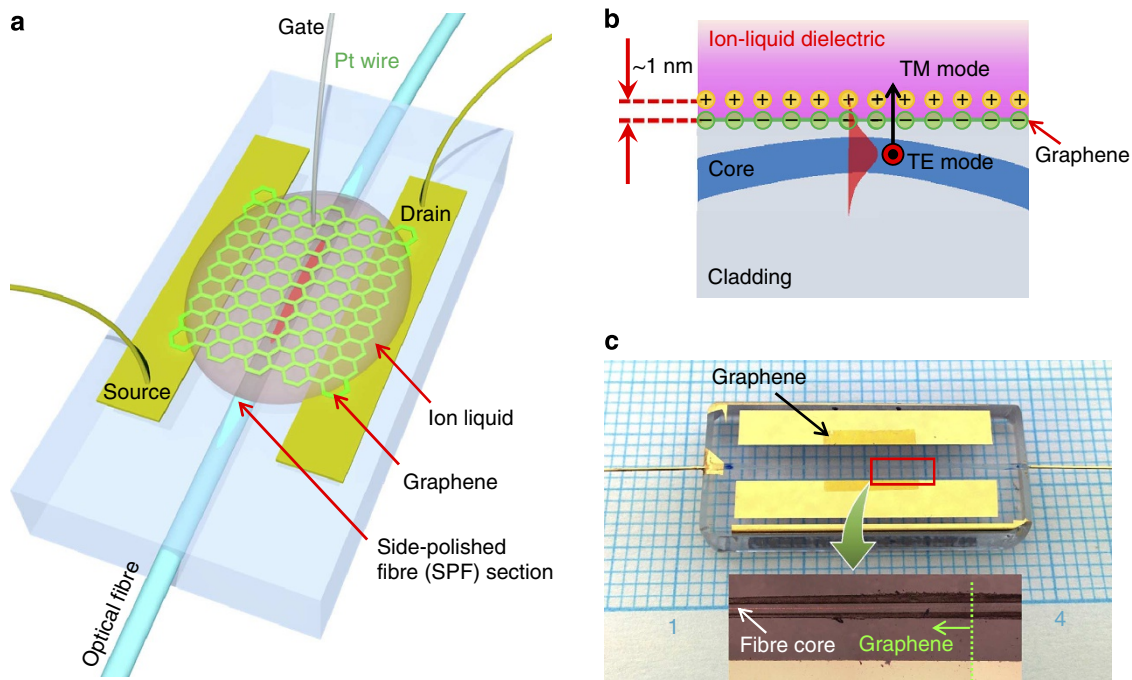 a
Gate
Pt wire
Drain
Source
Ion liquid
Graphene
Side-polished
fibre (SPF) section
Optical fibre
b
Ion-liquid dielectric
~1 nm
TM mode
+ + + + + + + + + + + +
− − − − − − − − − − − −
Graphene
Core
TE mode
Cladding
c
Graphene
1
4
Fibre core
Graphene